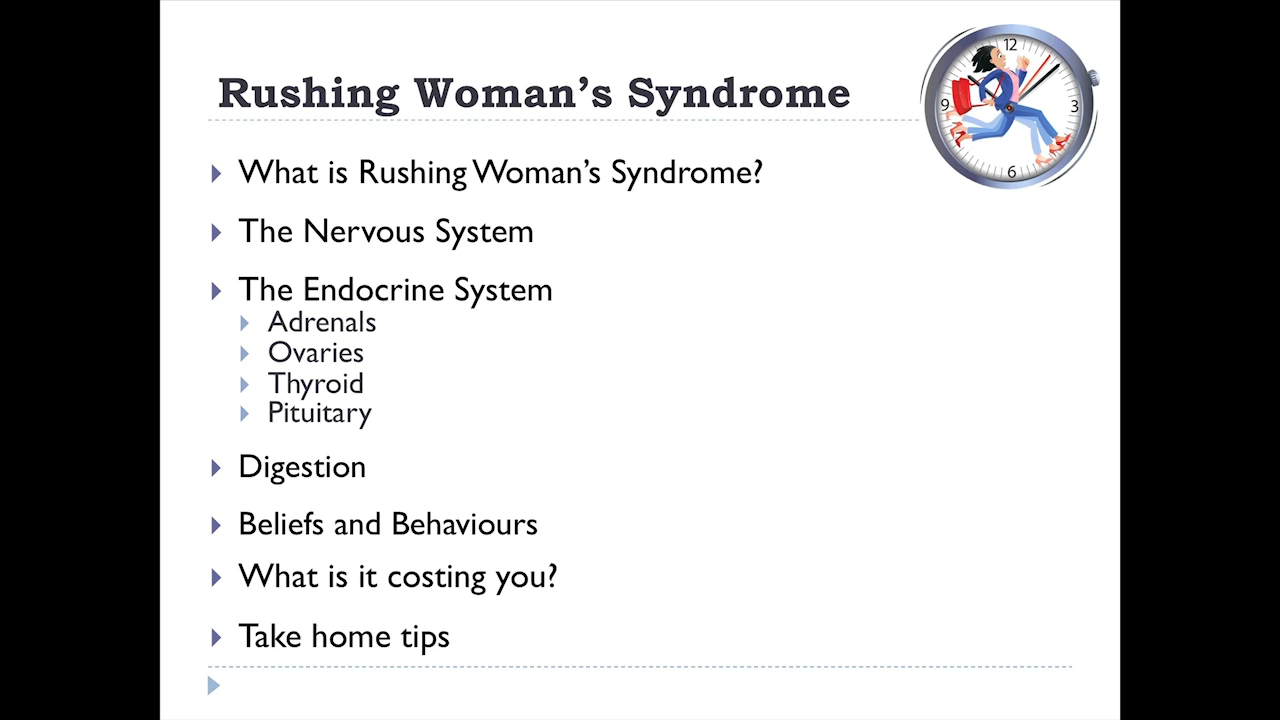 Rushing Woman's Syndrome
12
3
6
9
What is Rushing Woman's Syndrome?
The Nervous System
The Endocrine System
Adrenals
Ovaries
Thyroid
Pituitary
Digestion
Beliefs and Behaviours
What is it costing you?
Take home tips